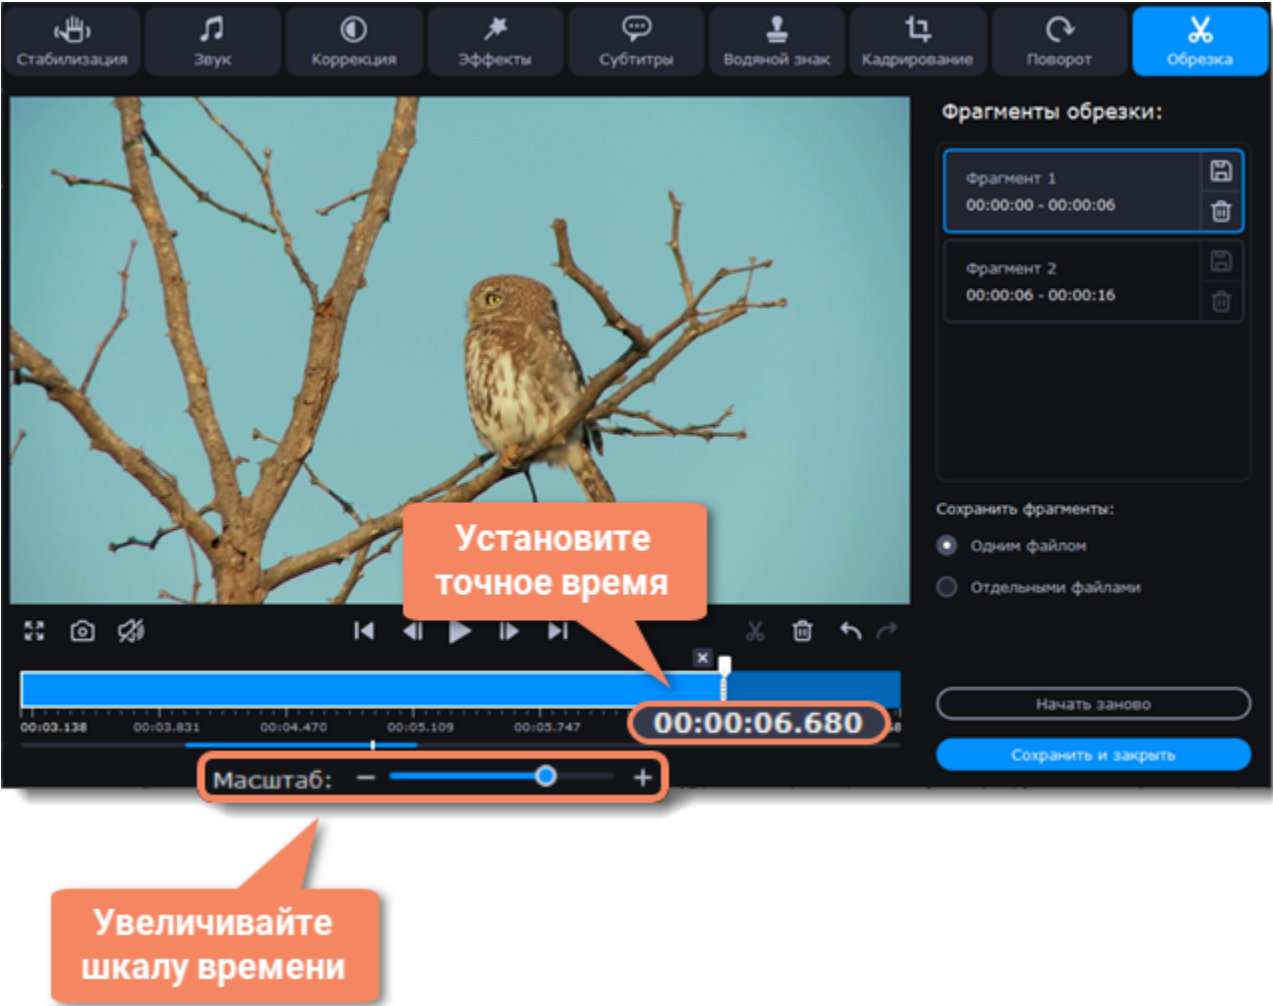 Стабилизация
Звук
Коррекция
Эффекты
Субтитры
Водяной знак
Кадрирование
Поворот
Обрезка
Фрагменты обрезки:
Фрагмент 1
00:00:00 - 00:00:06
Фрагмент 2
00:00:06 - 00:00:16
Сохранить фрагменты:
Одним файлом
Отдельными файлами
Установите
точное время
00:03.138 00:03.831 00:04.470 00:05.109 00:05.747
00:00:06.680
Масштаб:
Начать заново
Сохранить и закрыть
Увеличивайте
шкалу времени